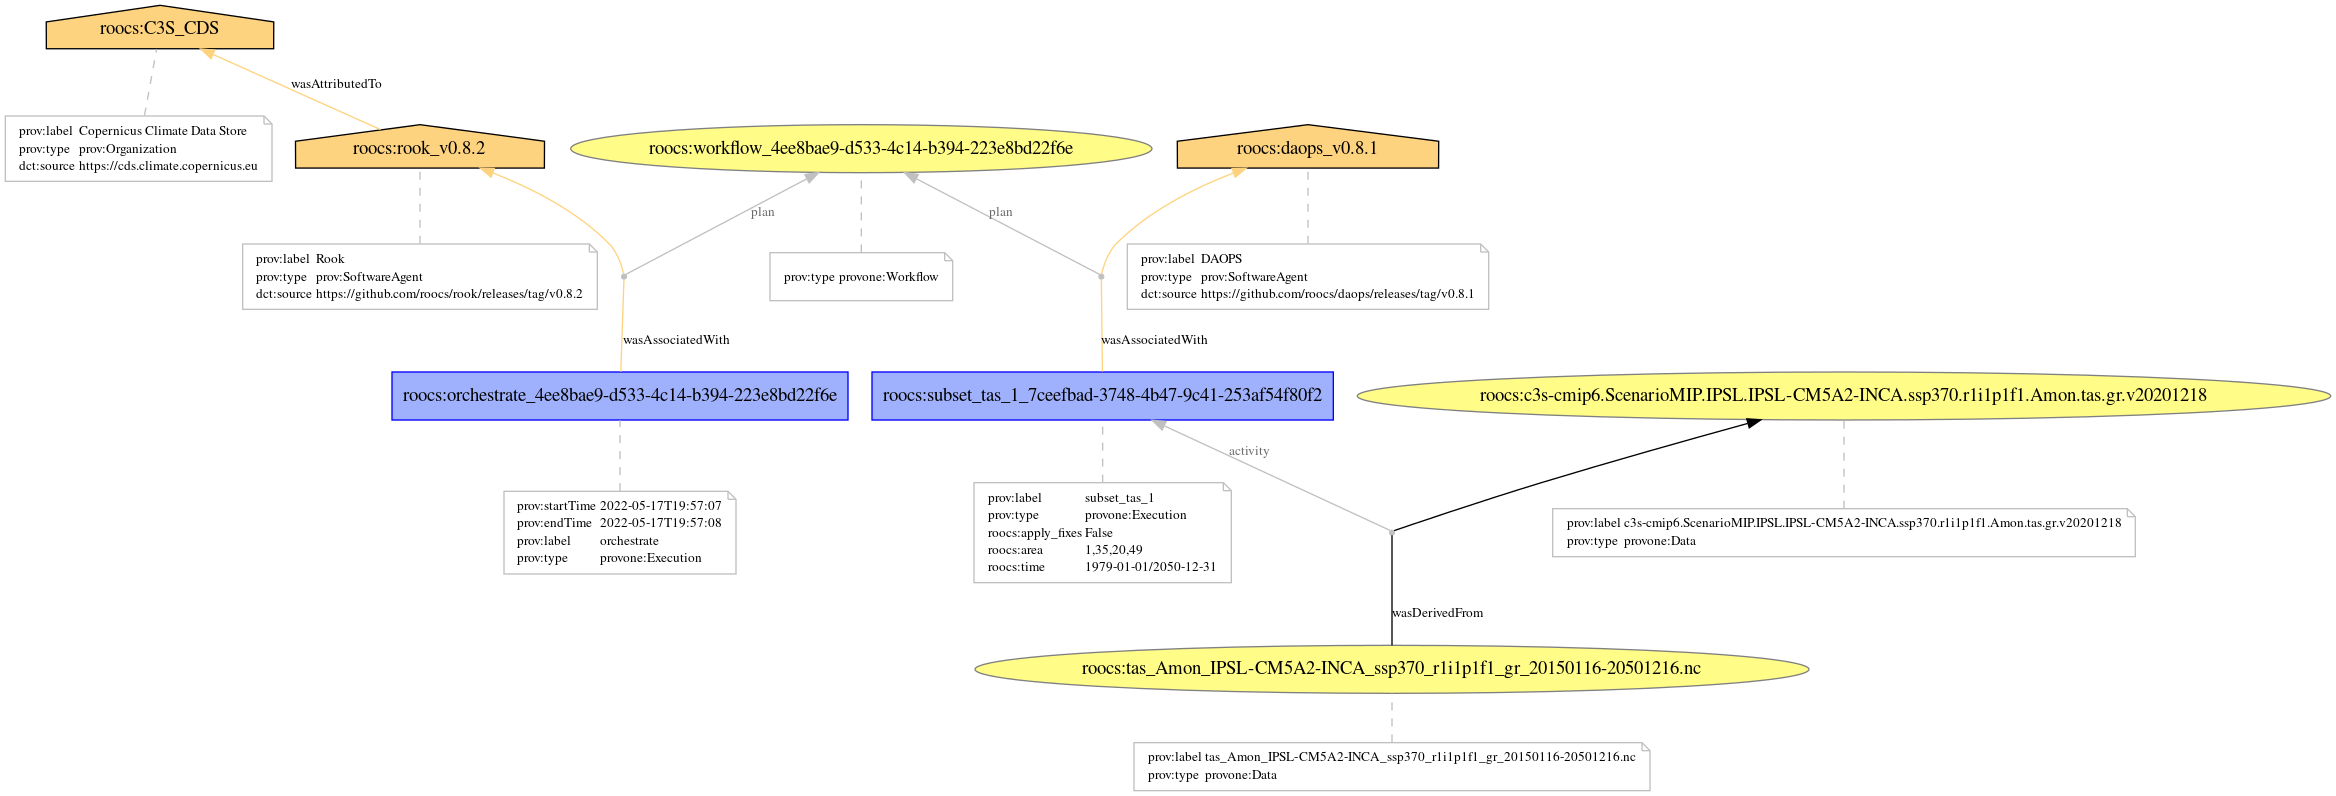 roocs:C3S_CDS
wasAttributedTo
prov:label Copernicus Climate Data Store
prov:type prov:Organization
dct:source https://cds.climate.copernicus.eu
roocs:rook_v0.8.2
roocs:workflow_4ee8bae9-d533-4c14-b394-223e8bd22f6e
roocs:daops_v0.8.1
plan
plan
prov:label Rook
prov:type prov:SoftwareAgent
dct:source https://github.com/roocs/rook/releases/tag/v0.8.2
prov:type provone:Workflow
prov:label DAOPS
prov:type prov:SoftwareAgent
dct:source https://github.com/roocs/daops/releases/tag/v0.8.1
wasAssociatedWith
wasAssociatedWith
roocs:orchestrate_4ee8bae9-d533-4c14-b394-223e8bd22f6e
roocs:subset_tas_1_7ceefbad-3748-4b47-9c41-253af54f80f2
roocs:c3s-cmip6.ScenarioMIP.IPSL.IPSL-CM5A2-INCA.ssp370.r1i1p1f1.Amon.tas.gr.v20201218
activity
prov:startTime 2022-05-17T19:57:07
prov:endTime 2022-05-17T19:57:08
prov:label orchestrate
prov:type provone:Execution
prov:label subset_tas_1
prov:type provone:Execution
roocs:apply_fixes False
roocs:area 1,35,20,49
roocs:time 1979-01-01/2050-12-31
prov:label c3s-cmip6.ScenarioMIP.IPSL.IPSL-CM5A2-INCA.ssp370.r1i1p1f1.Amon.tas.gr.v20201218
prov:type provone:Data
wasDerivedFrom
roocs:tas_Amon_IPSL-CM5A2-INCA_ssp370_r1i1p1f1_gr_20150116-20501216.nc
prov:label tas_Amon_IPSL-CM5A2-INCA_ssp370_r1i1p1f1_gr_20150116-20501216.nc
prov:type provone:Data